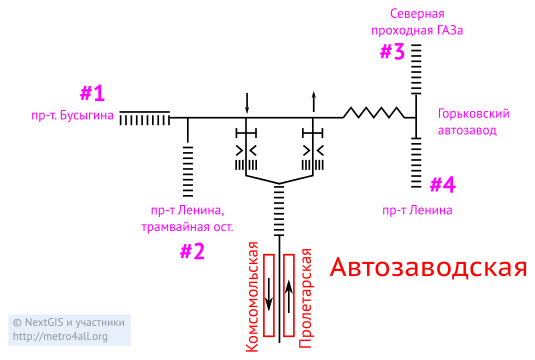 Северная
проходная ГАЗа
#3
#1
пр-т. Бусыгина
Горьковский
автозавод
#4
пр-т Ленина
пр-т Ленина,
трамвайная ост.
#2
Комсомольская
Пролетарская
Автозаводская
© NextGIS и участники
http://metro4all.org